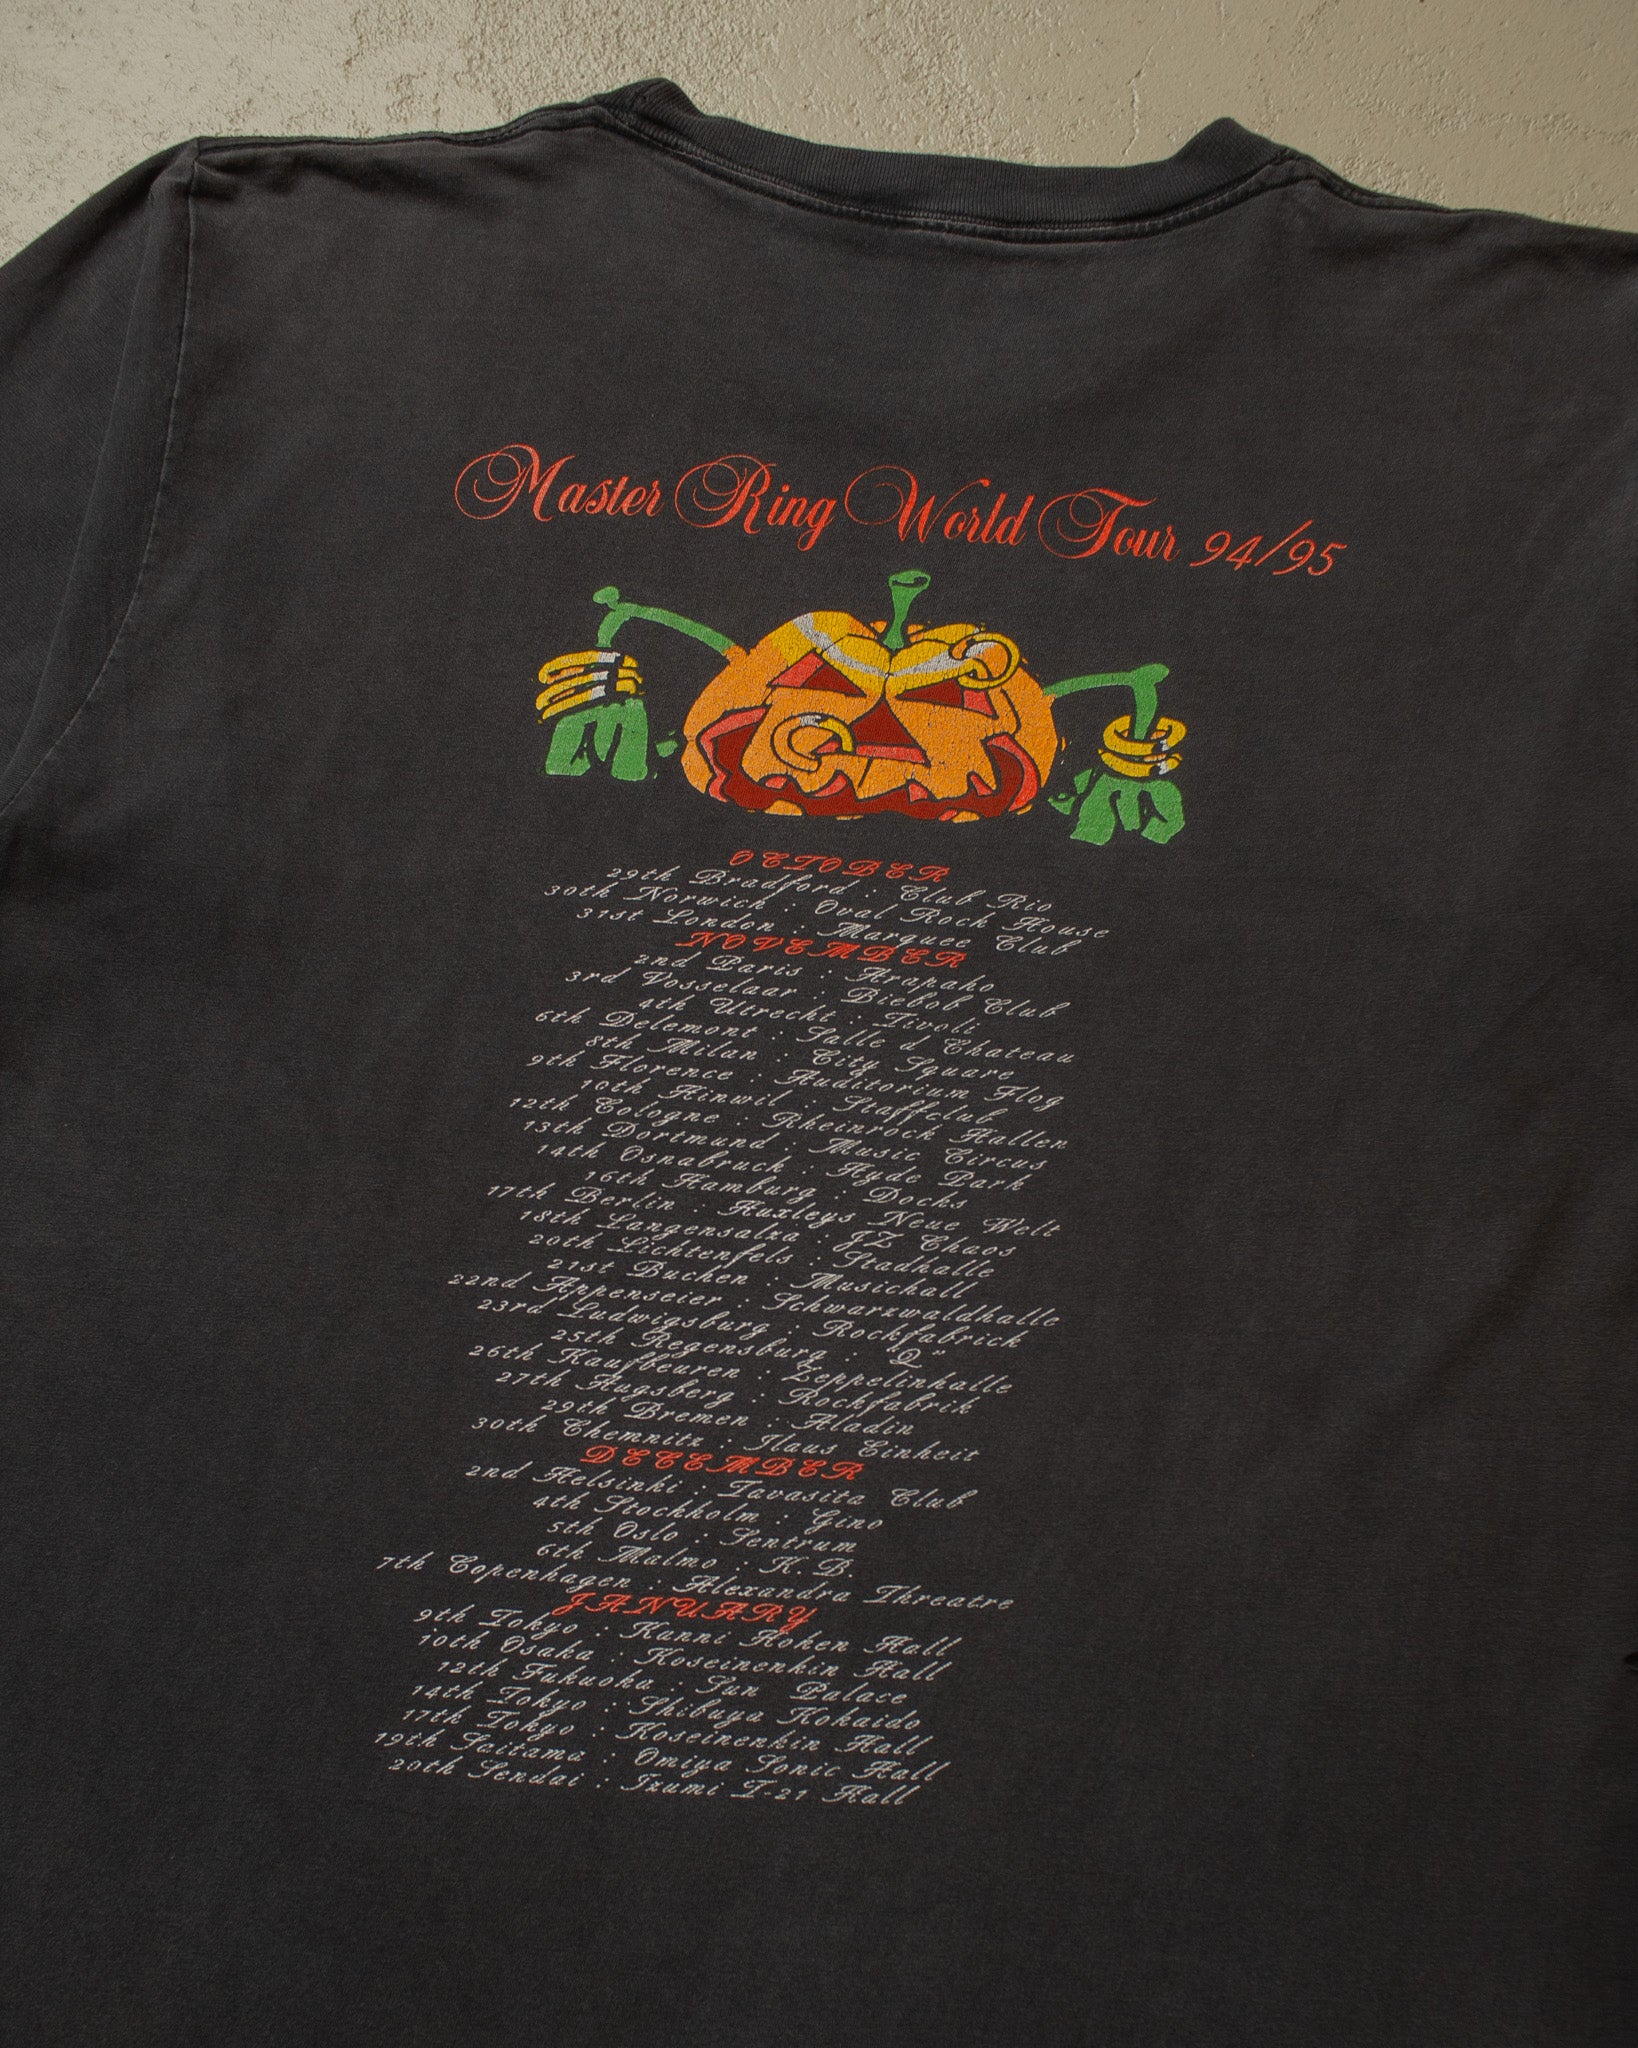 Master Ring World Tour 94/95
OCTOBER
29th Bradford : Club Rio
30th Norwich : Oval Rock House
31st London : Marquee Club
NOVEMBER
2nd Paris : Arapaho
3rd Vosselaar : Biebob Club
4th Utrecht : Tivoli
6th Delemont : Salle d Chateau
8th Milan : City Square
9th Florence : Auditorium Flog
10th Hinwil : Staffclub
12th Cologne : Rheinrock Hallen
13th Dortmund : Music Circus
14th Osnabruck : Hyde Park
16th Hamburg : Docks
17th Berlin : Huxleys Neue Welt
18th Langensalza : JZ Chaos
20th Lichtenfels : Stadhalle
21st Buchen : Musichall
22nd Appenseier : Schwarzwaldhalle
23rd Ludwigsburg : Rockfabrick
25th Regensburg : Q"
26th Kaufbeuren : Zeppelinhalle
27th Augsberg : Rockfabrik
29th Bremen : Aladin
30th Chemnitz : Jlaus Einheit
DECEMBER
2nd Helsinki : Tavasita Club
4th Stockholm : Gino
5th Oslo : Sentrum
6th Malmo : K.B.
7th Copenhagen : Alexandra Threatre
JANUARY
9th Tokyo : Kanni Hohen Hall
10th Osaka : Koseinenkin Hall
12th Fukuoka : Sun Palace
14th Tokyo : Shibuya Kokaido
17th Tokyo : Koseinenkin Hall
19th Saitama : Omiya Sonic Hall
20th Sendai : Izumi T-21 Hall